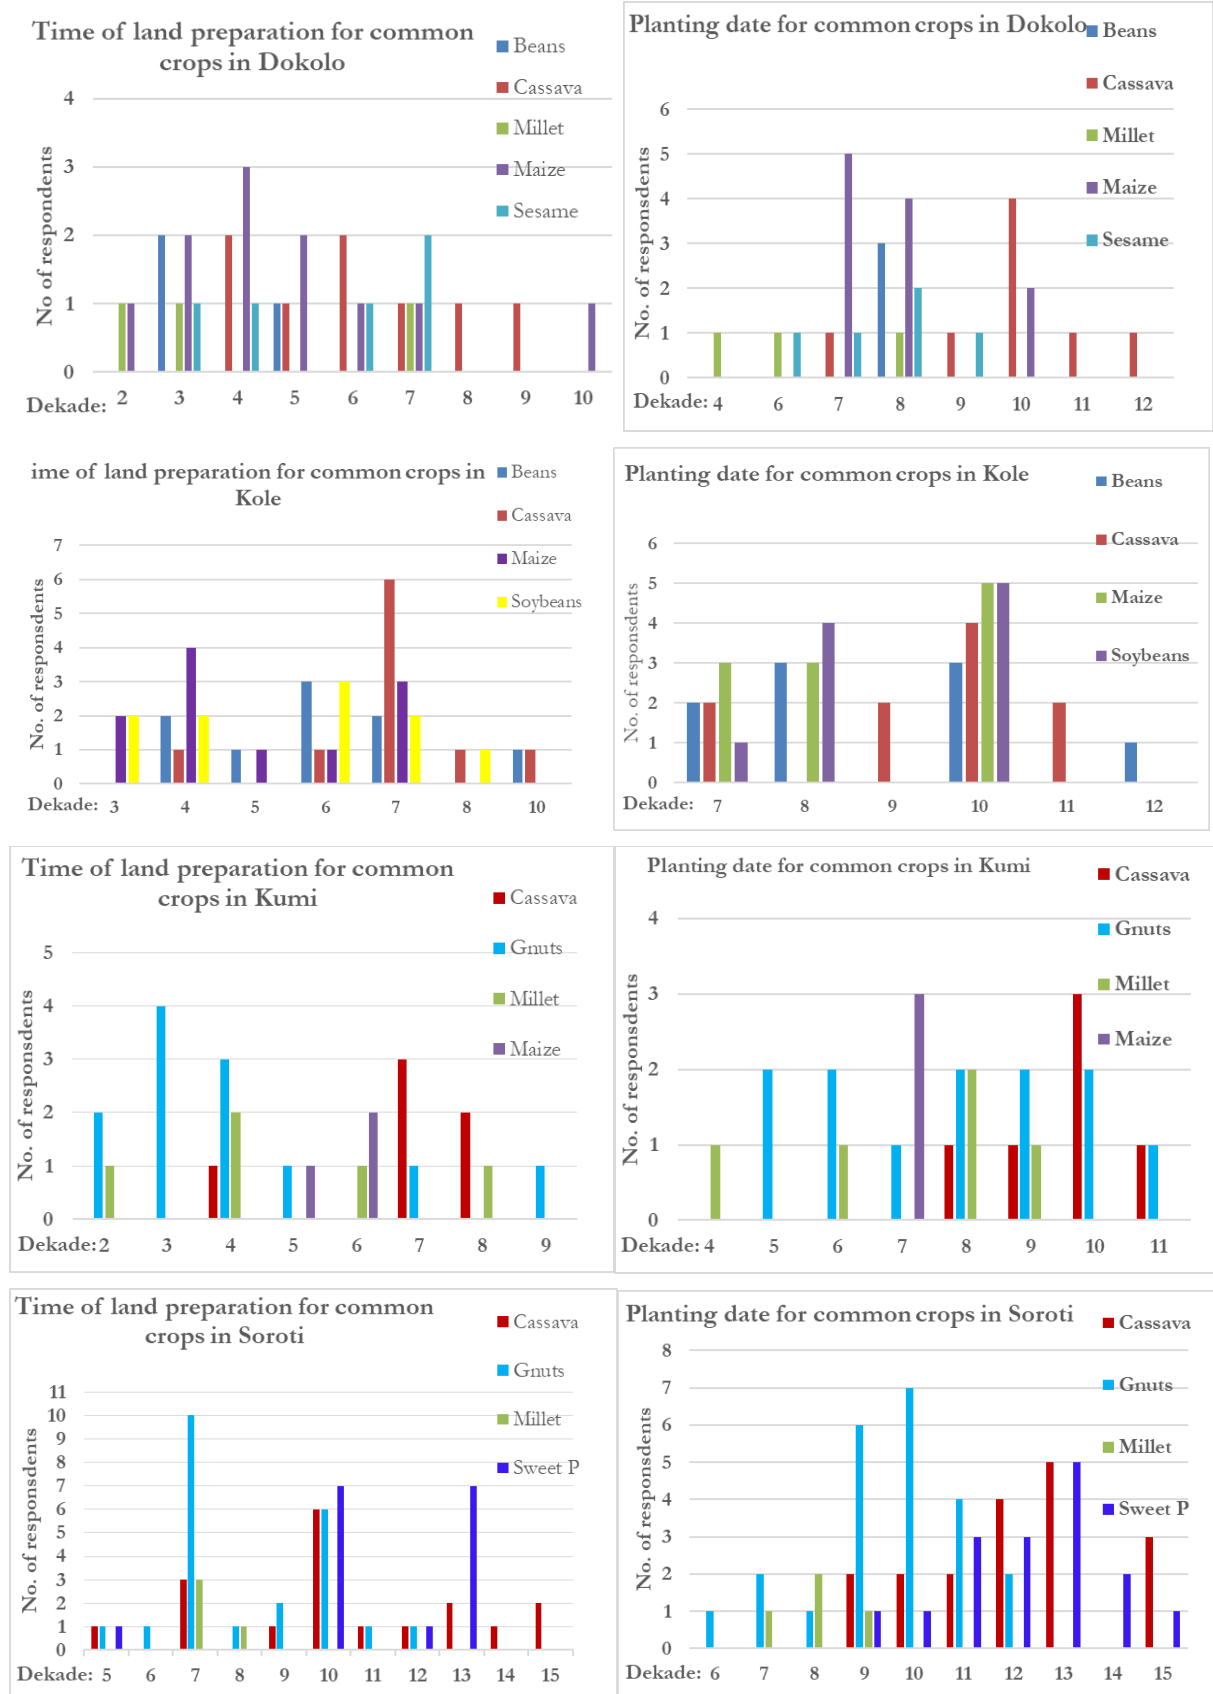 Time of land preparation for common
crops in Dokolo
Beans
Cassava
Millet
Maize
Sesame
No of respondents
4
3
2
1
0
Dekade: 2 3 4 5 6 7 8 9 10
Planting date for common crops in Dokolo
Beans
Cassava
Millet
Maize
Sesame
No. of responsdents
6
5
4
3
2
1
0
Dekade: 4 6 7 8 9 10 11 12
ime of land preparation for common crops in
Kole
Beans
Cassava
Maize
Soybeans
No. of responsdents
7
6
5
4
3
2
1
0
Dekade: 3 4 5 6 7 8 10
Planting date for common crops in Kole
Beans
Cassava
Maize
Soybeans
No. of responsdents
6
5
4
3
2
1
0
Dekade: 7 8 9 10 11 12
Time of land preparation for common
crops in Kumi
Cassava
Gnuts
Millet
Maize
No. of responsdents
5
4
3
2
1
0
Dekade: 2 3 4 5 6 7 8 9
Planting date for common crops in Kumi
Cassava
Gnuts
Millet
Maize
No. of responsdents
4
3
2
1
0
Dekade: 4 5 6 7 8 9 10 11
Time of land preparation for common
crops in Soroti
Cassava
Gnuts
Millet
Sweet P
No. of responsdents
11
10
9
8
7
6
5
4
3
2
1
0
Dekade: 5 6 7 8 9 10 11 12 13 14 15
Planting date for common crops in Soroti
Cassava
Gnuts
Millet
Sweet P
No. of responsdents
8
7
6
5
4
3
2
1
0
Dekade: 6 7 8 9 10 11 12 13 14 15